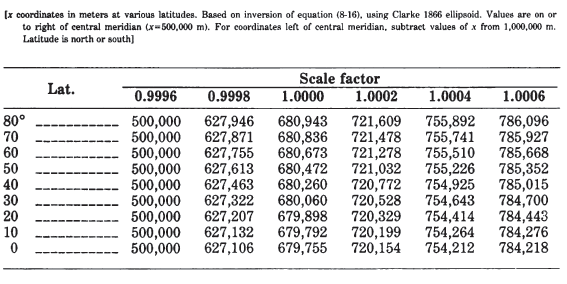 [x coordinates in meters at various latitudes. Based on inversion of equation (8-16), using Clarke 1866 ellipsoid. Values are on or
to right of central meridian (x=500,000 m). For coordinates left of central meridian, subtract values of x from 1,000,000 m.
Latitude is north or south]
Lat. Scale factor
0.9996 0.9998 1.0000 1.0002 1.0004 1.0006
80° ____________ 500,000 627,946 680,943 721,609 755,892 786,096
70 ____________ 500,000 627,871 680,836 721,478 755,741 785,927
60 ____________ 500,000 627,755 680,673 721,278 755,510 785,668
50 ____________ 500,000 627,613 680,472 721,032 755,226 785,352
40 ____________ 500,000 627,463 680,260 720,772 754,925 785,015
30 ____________ 500,000 627,322 680,060 720,528 754,643 784,700
20 ____________ 500,000 627,207 679,898 720,329 754,414 784,443
10 ____________ 500,000 627,132 679,792 720,199 754,264 784,276
0 ____________ 500,000 627,106 679,755 720,154 754,212 784,218